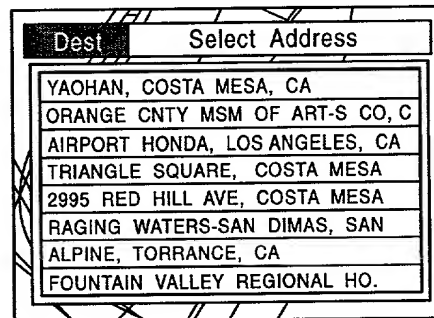 Dest Select Address
YAOHAN, COSTA MESA, CA
ORANGE CNTY MSM OF ART-S CO, C
AIRPORT HONDA, LOS ANGELES, CA
TRIANGLE SQUARE, COSTA MESA
2995 RED HILL AVE, COSTA MESA
RAGING WATERS-SAN DIMAS, SAN
ALPINE, TORRANCE, CA
FOUNTAIN VALLEY REGIONAL HO.